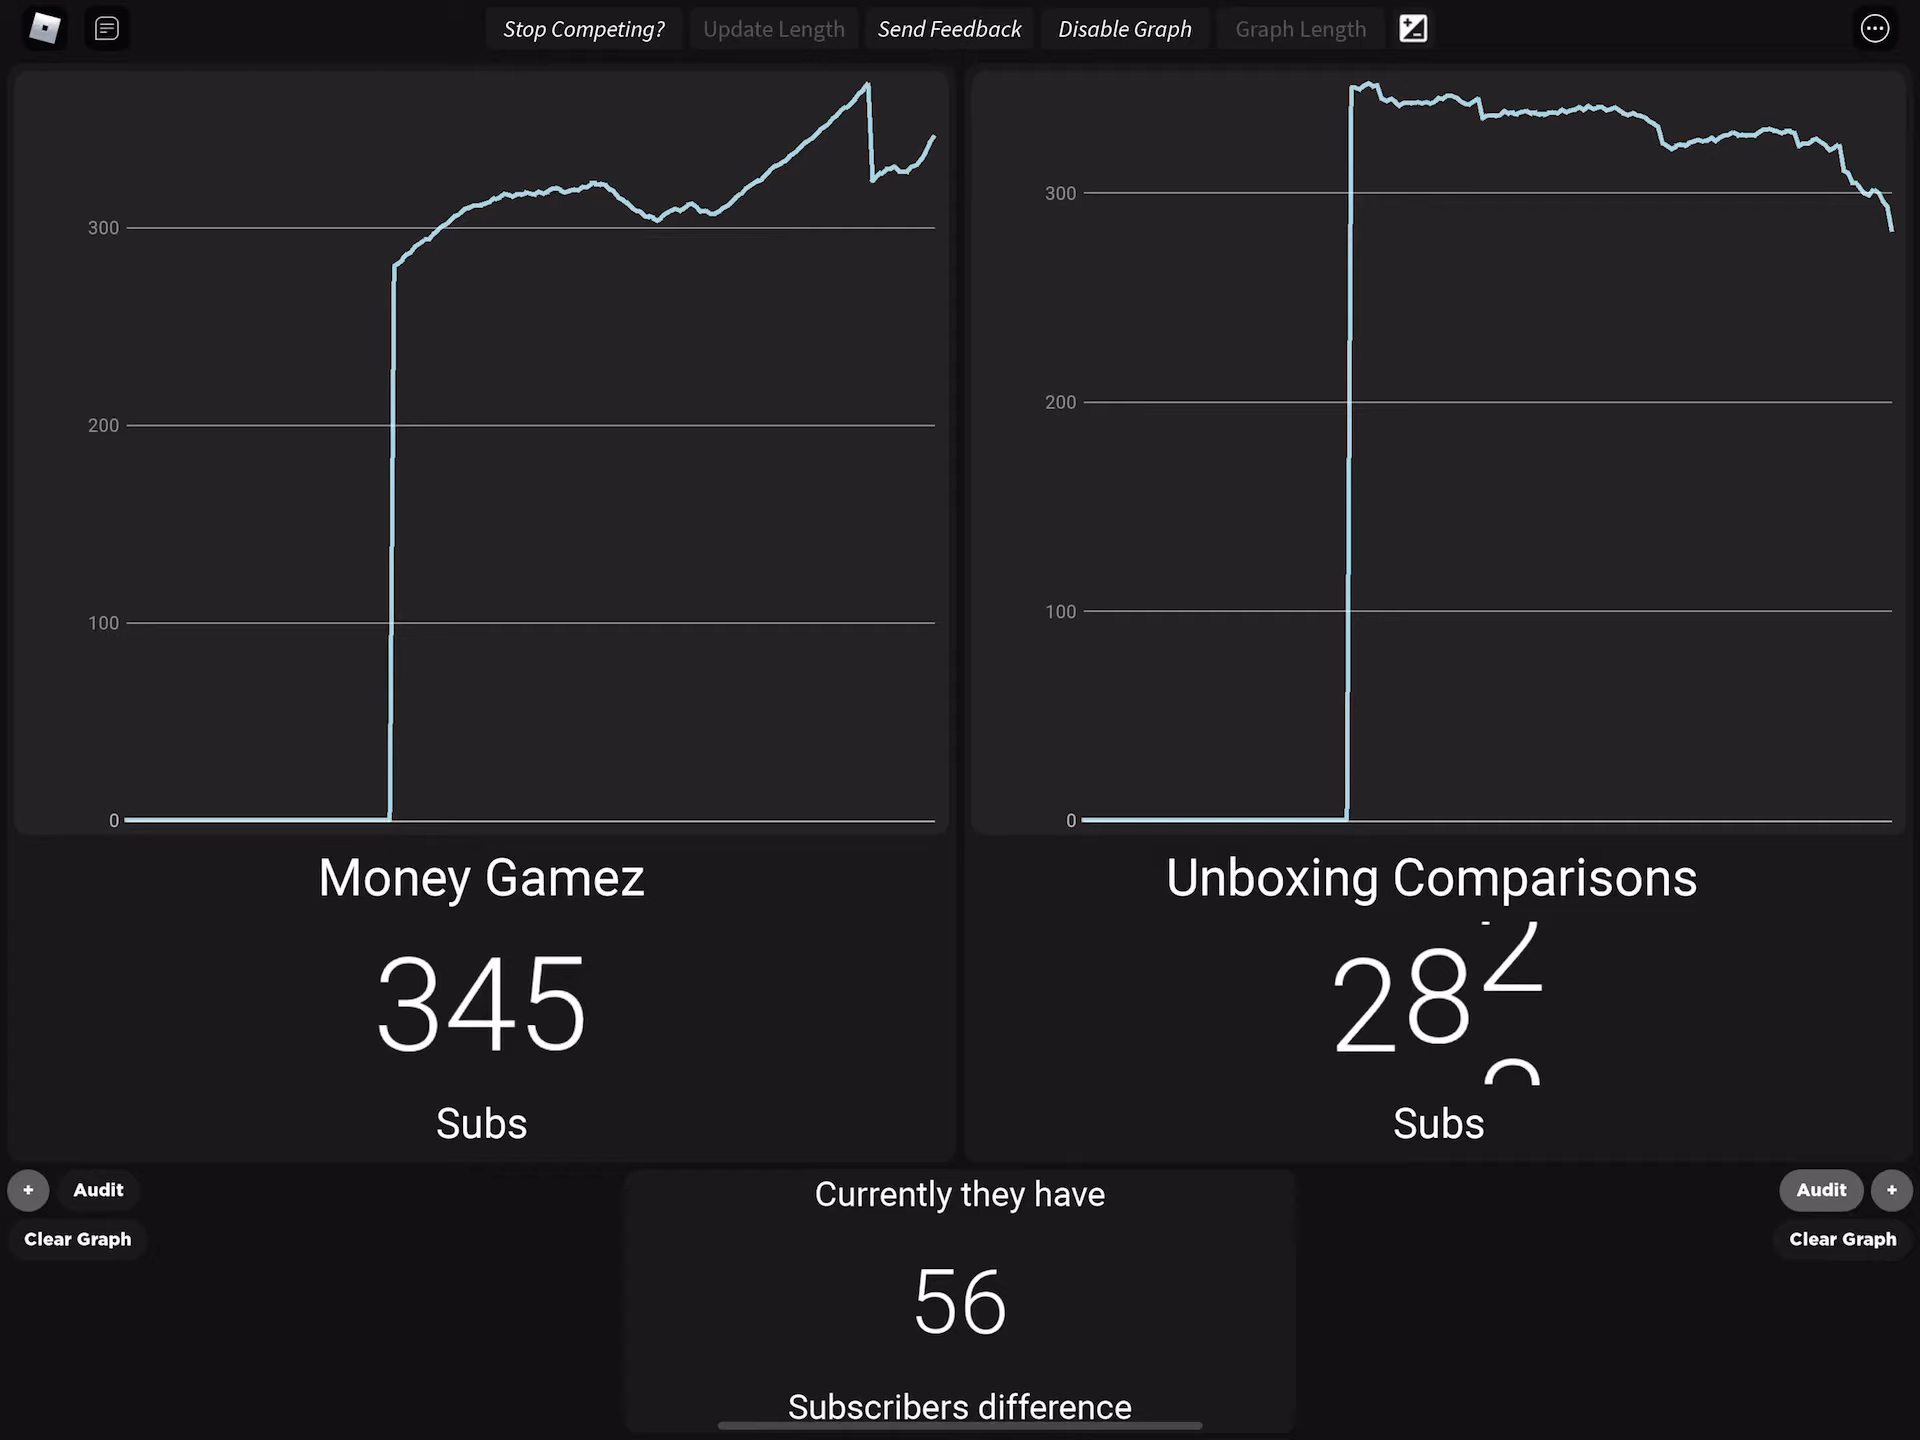 Stop Competing?
Update Length
Send Feedback
Disable Graph
Graph Length
300
200
100
0
300
200
100
0
Money Gamez
345
Subs
Unboxing Comparisons
282
Subs
+
Audit
Clear Graph
Audit
+
Clear Graph
Currently they have
56
Subscribers difference